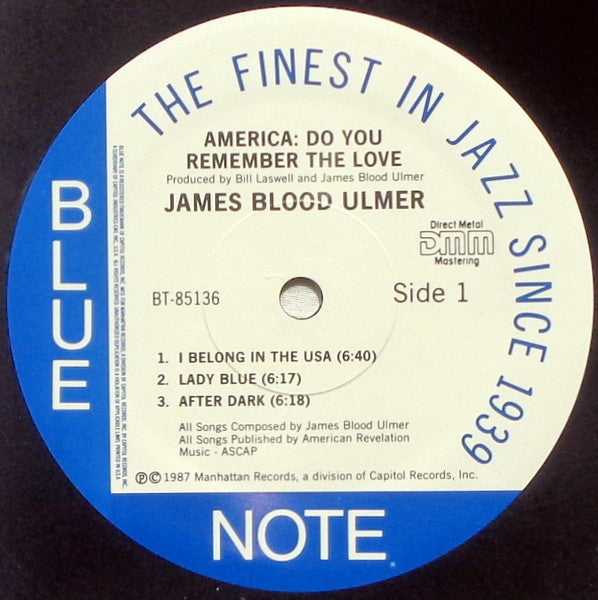 THE FINEST IN JAZZ SINCE 1939
AMERICA: DO YOU
REMEMBER THE LOVE
Produced by Bill Laswell and James Blood Ulmer
JAMES BLOOD ULMER
Direct Metal
DMM
Mastering
BT-85136
Side 1
1. I BELONG IN THE USA (6:40)
2. LADY BLUE (6:17)
3. AFTER DARK (6:18)
All Songs Composed by James Blood Ulmer
All Songs Published by American Revelation
Music - ASCAP
℗©1987 Manhattan Records, a division of Capitol Records, Inc.
BLUE
NOTE